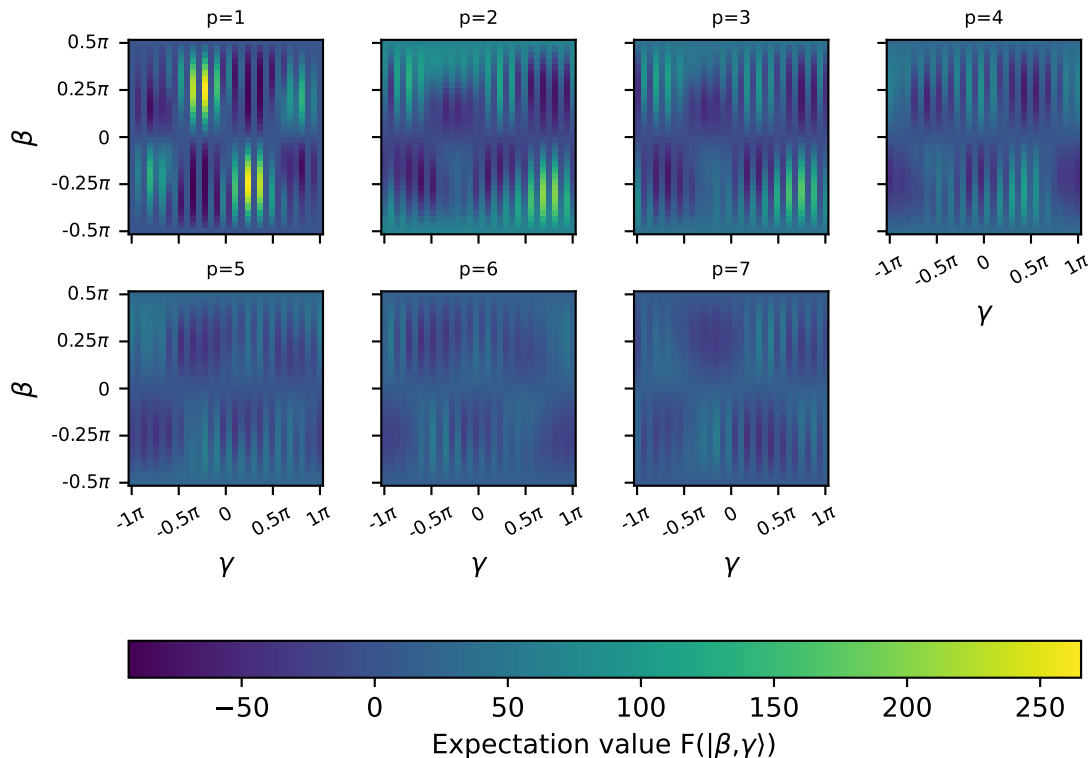 p=1 p=2 p=3 p=4
0.5π
0.25π
0
-0.25π
-0.5π
β
-1π -0.5π 0 0.5π 1π
γ
p=5 p=6 p=7
0.5π
0.25π
0
-0.25π
-0.5π
β
-1π -0.5π 0 0.5π 1π -1π -0.5π 0 0.5π 1π -1π -0.5π 0 0.5π 1π
γ γ γ
−50 0 50 100 150 200 250
Expectation value F(|β,γ⟩)